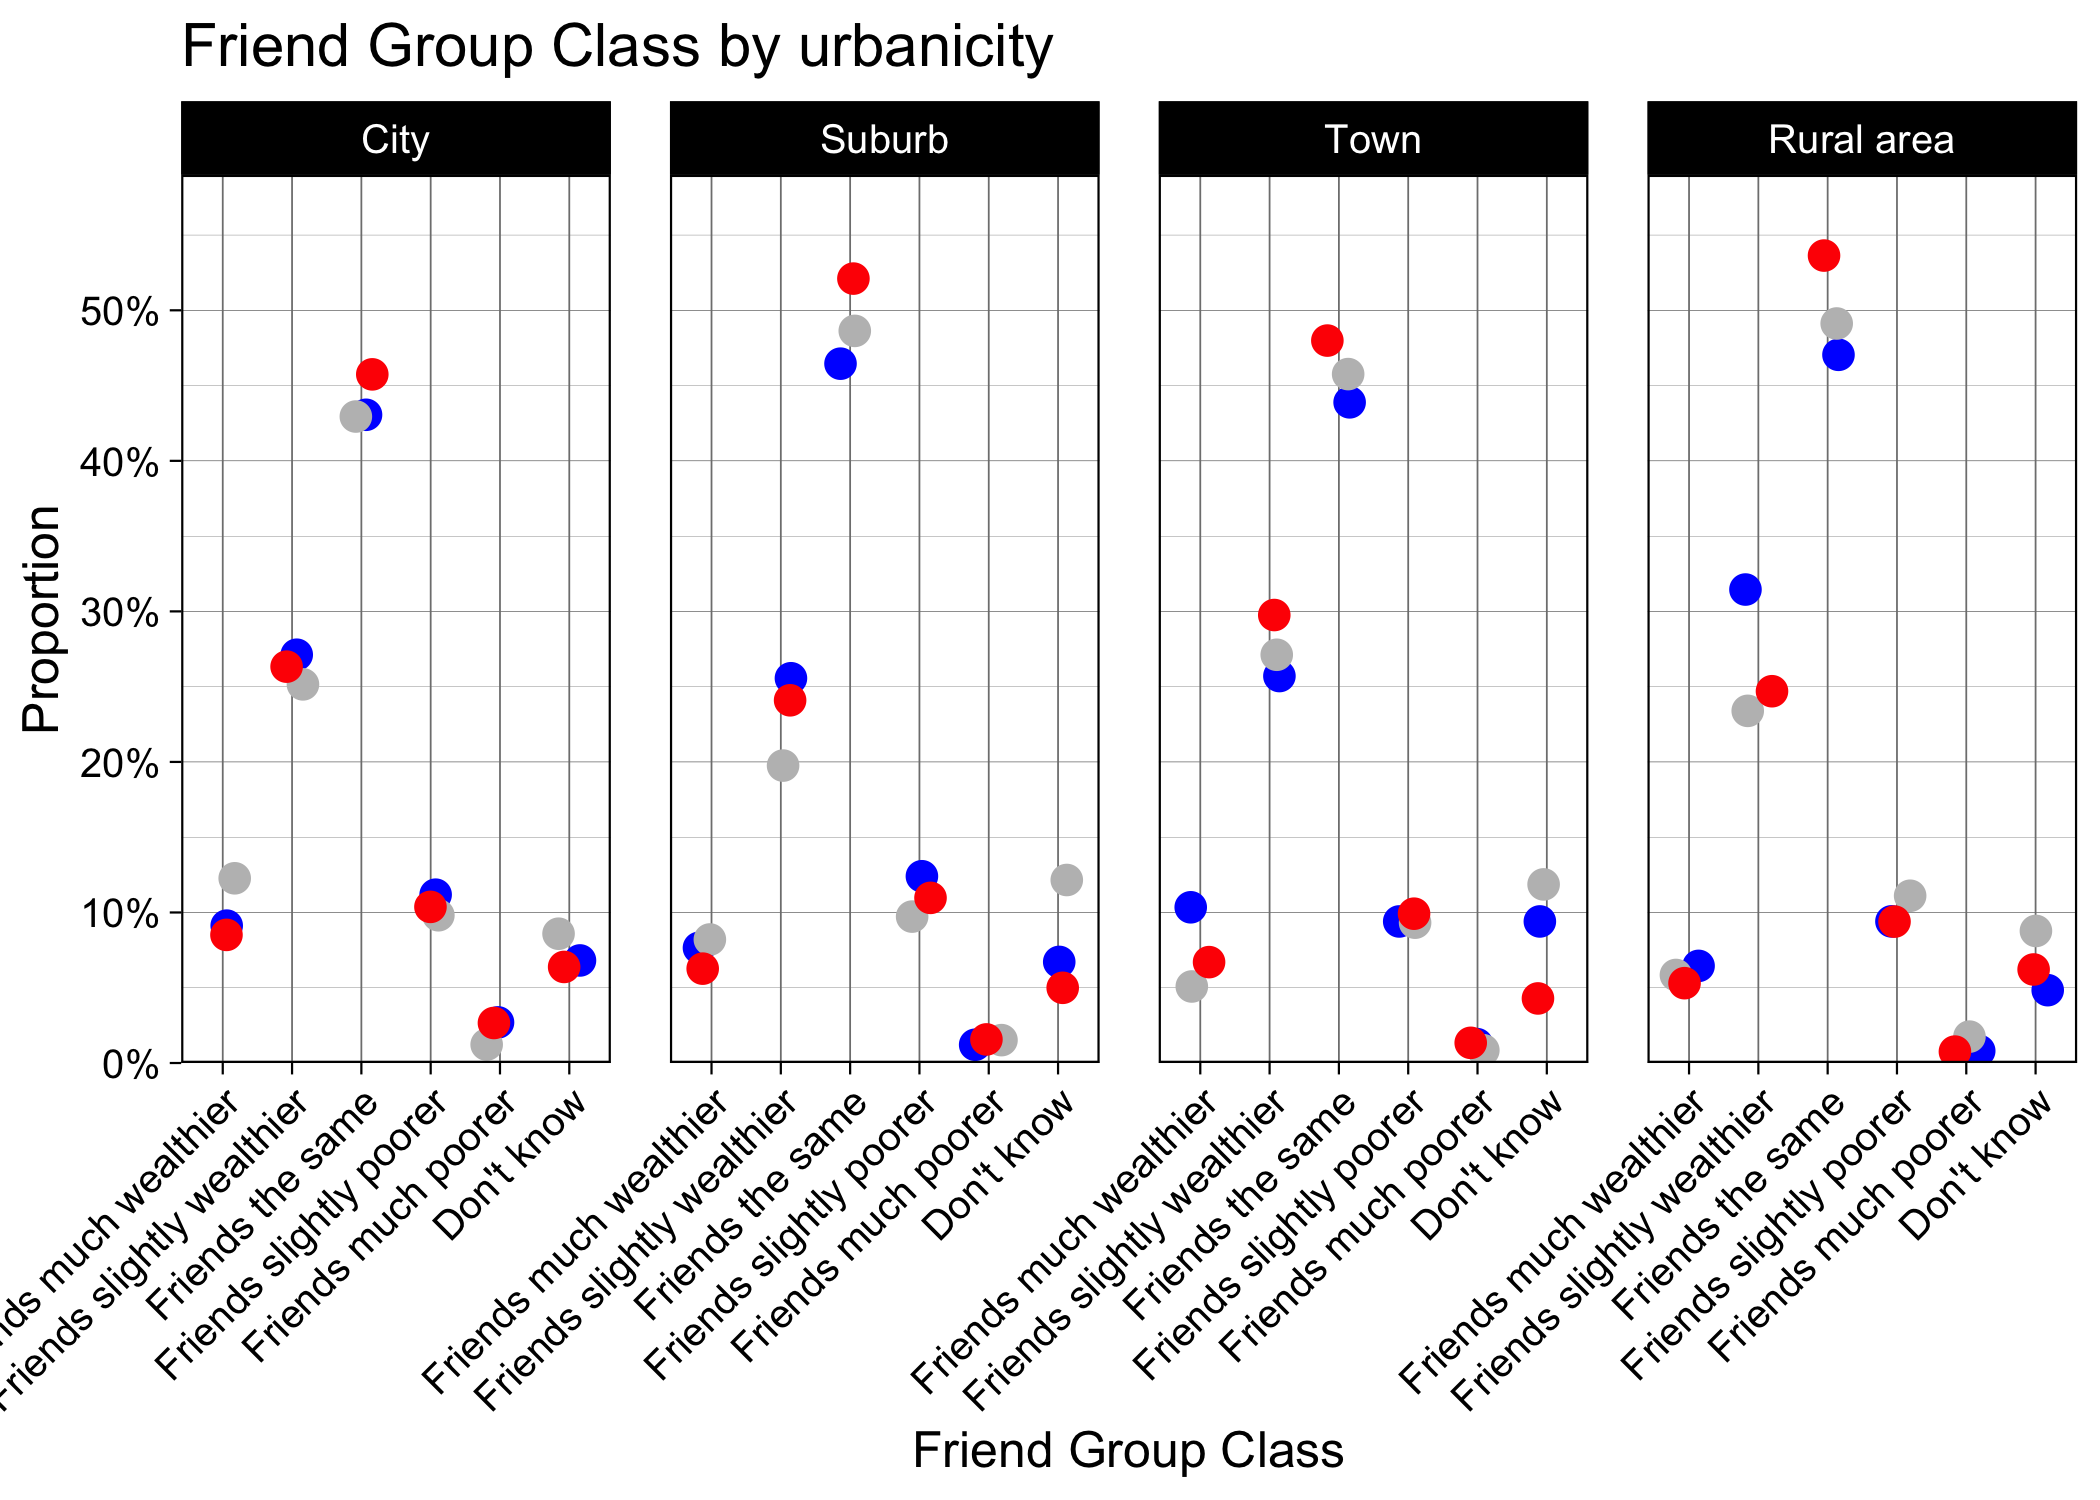 Friend Group Class by urbanicity
City
Suburb
Town
Rural area
Proportion
50%
40%
30%
20%
10%
0%
much wealthier
Friends slightly wealthier
Friends the same
Friends slightly poorer
Friends much poorer
Don't know
Friends much wealthier
Friends slightly wealthier
Friends the same
Friends slightly poorer
Friends much poorer
Don't know
Friends much wealthier
Friends slightly wealthier
Friends the same
Friends slightly poorer
Friends much poorer
Don't know
Friends much wealthier
Friends slightly wealthier
Friends the same
Friends slightly poorer
Friends much poorer
Don't know
Friend Group Class